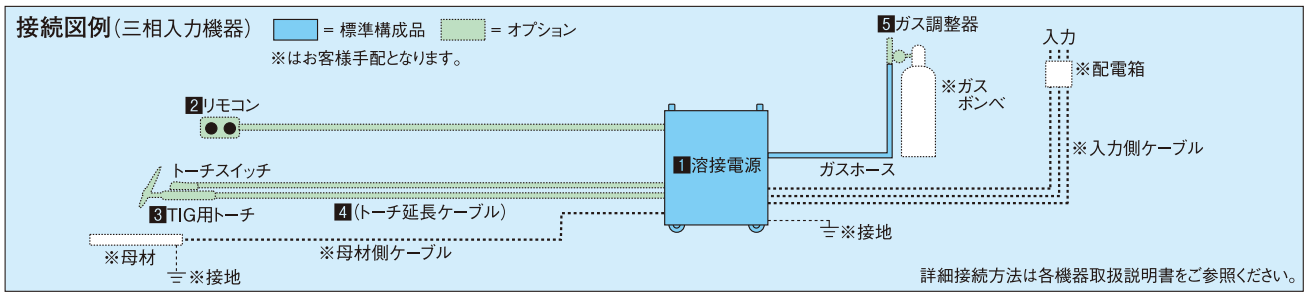 接続図例(三相入力機器) = 標準構成品 = オプション
※はお客様手配となります。
5ガス調整器
入力
※配電箱
※ガス
ボンベ
2リモコン
※入力側ケーブル
ガスホース
1溶接電源
トーチスイッチ
3TIG用トーチ
4(トーチ延長ケーブル)
※接地
※母材側ケーブル
※母材
※接地
詳細接続方法は各機器取扱説明書をご参照ください。